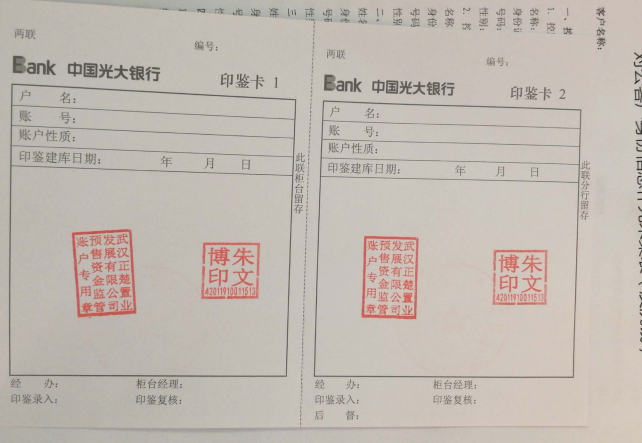 客户名称:
两联
编号:
Bank 中国光大银行
印鉴卡 1
户 名:
账 号:
账户性质:
印鉴建库日期: 年 月 日
此联柜台留存
武汉正楚置业
发展有限公司
预售资金监管
账户专用章
朱文
博印
4201191001 1513
经 办:
柜台经理:
印鉴录入:
印鉴复核:
两联
编号:
Bank 中国光大银行
印鉴卡 2
户 名:
账 号:
账户性质:
印鉴建库日期: 年 月 日
此联分行留存
武汉正楚置业
发展有限公司
预售资金监管
账户专用章
朱文
博印
4201191001 1513
经 办:
柜台经理:
印鉴录入:
印鉴复核:
后 督: